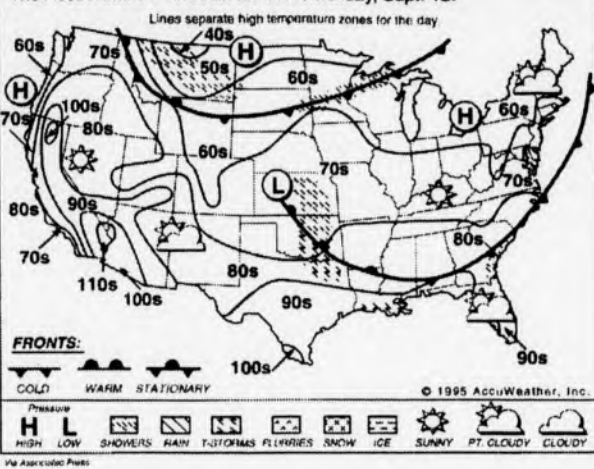 Lines separate high temperature zones for the day.
40s
60s
70s
H
50s
60s
H
70s
100s
80s
60s
H
60s
70s
70s
L
80s
90s
80s
70s
80s
110s
100s
90s
100s
90s
FRONTS:
COLD WARM STATIONARY
© 1995 AccuWeather, Inc.
Pressure
H L
HIGH LOW SHOWERS RAIN T-STORMS FLURRIES SNOW ICE SUNNY PT. CLOUDY CLOUDY
Via Associated Press